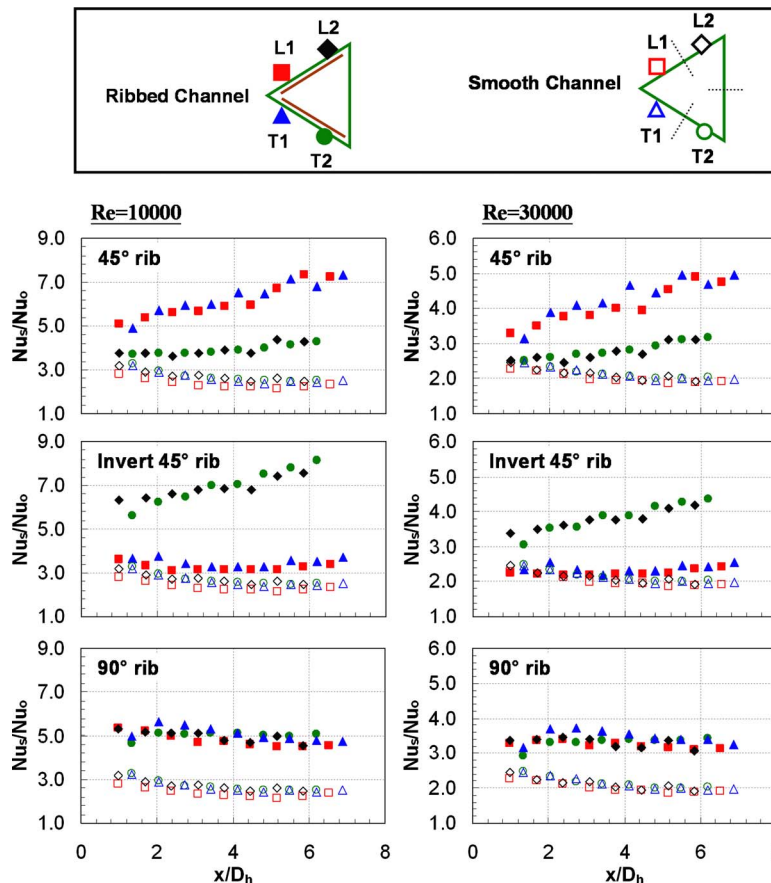 L2
L1
Ribbed Channel
T1
T2
L2
L1
Smooth Channel
T1
T2
Re=10000
Re=30000
9.0
45° rib
7.0
5.0
3.0
1.0
Nus/Nuo
6.0
45° rib
5.0
4.0
3.0
2.0
1.0
Nus/Nuo
9.0
Invert 45° rib
7.0
5.0
3.0
1.0
Nus/Nuo
6.0
Invert 45° rib
5.0
4.0
3.0
2.0
1.0
Nus/Nuo
9.0
90° rib
7.0
5.0
3.0
1.0
Nus/Nuo
0 2 4 6 8
x/Dh
6.0
90° rib
5.0
4.0
3.0
2.0
1.0
Nus/Nuo
0 2 4 6 8
x/Dh